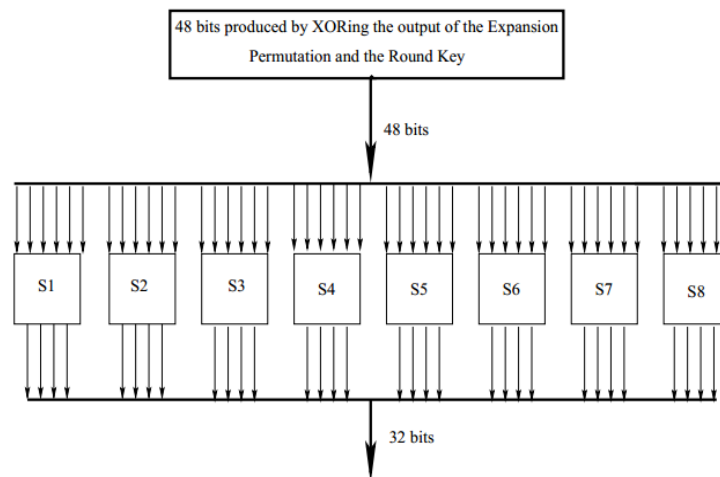 48 bits produced by XORing the output of the Expansion
Permutation and the Round Key
48 bits
S1 S2 S3 S4 S5 S6 S7 S8
32 bits